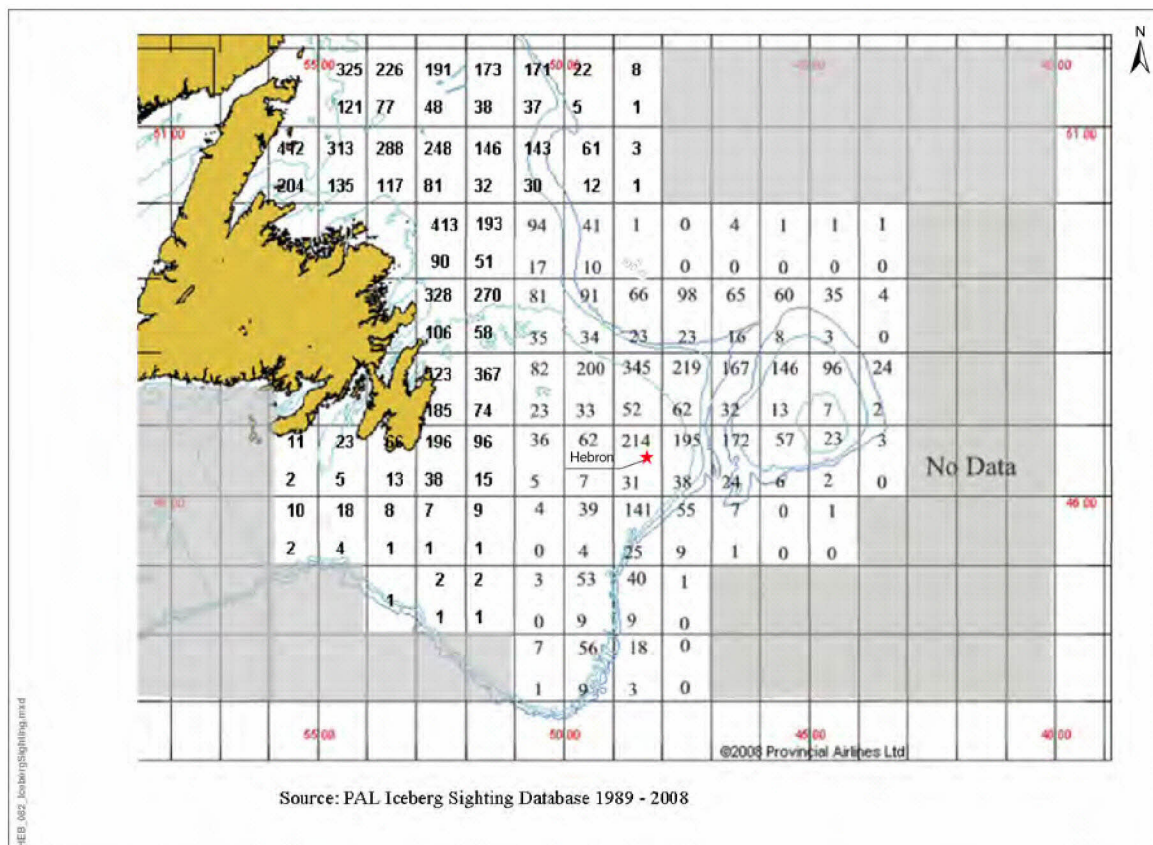 N
55 00 50 00 45 00 40 00
325 226 191 173 171 22 8
121 77 48 38 37 5 1
51 00 51 00
442 313 288 248 146 143 61 3
204 135 117 81 32 30 12 1
413 193 94 41 1 0 4 1 1 1
90 51 17 10 0 0 0 0 0
328 270 81 91 66 98 65 60 35 4
106 58 35 34 23 23 16 8 3 0
367 82 200 345 219 167 146 96 24
185 74 23 33 52 62 32 13 7 2
11 23 66 196 96 36 62 214 195 172 57 23 3
Hebron
No Data
2 5 13 38 15 5 7 31 38 24 6 2 0
46 00 46 00
10 18 8 7 9 4 39 141 55 7 0 1
2 4 1 1 1 0 4 25 9 1 0 0
2 2 3 53 40 1
1
1 1 0 9 9 0
7 56 18 0
1 9 3 0
55 00 50 00 45 00 40 00
©2008 Provincial Airlines Ltd
Source: PAL Iceberg Sighting Database 1989 - 2008
HEB_082_IcebergSighting.mxd